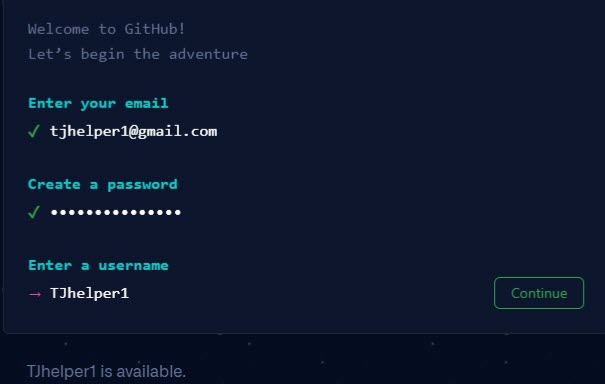 Welcome to GitHub!
Let’s begin the adventure
Enter your email
✓ tjhelper1@gmail.com
Create a password
✓ •••••••••••••••
Enter a username
→ TJhelper1
Continue
TJhelper1 is available.